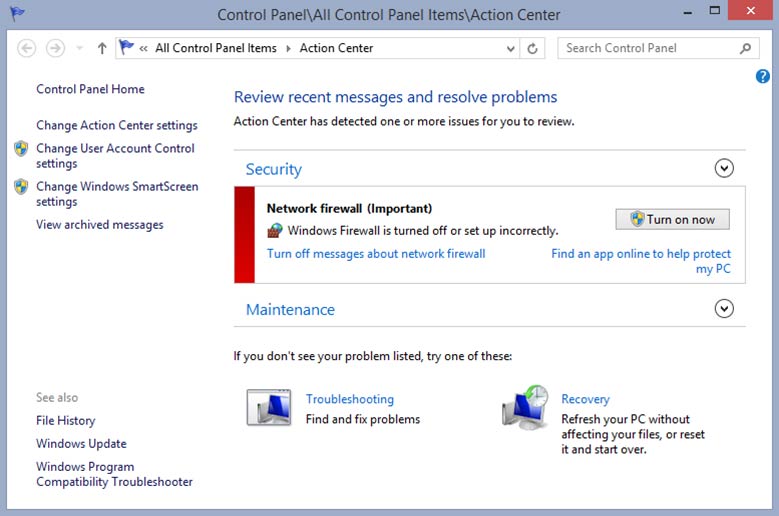 Control Panel\All Control Panel Items\Action Center
« All Control Panel Items Action Center
Search Control Panel
Control Panel Home
Change Action Center settings
Change User Account Control
settings
Change Windows SmartScreen
settings
View archived messages
See also
File History
Windows Update
Windows Program
Compatibility Troubleshooter
Review recent messages and resolve problems
Action Center has detected one or more issues for you to review.
Security
Network firewall (Important)
Windows Firewall is turned off or set up incorrectly.
Turn on now
Turn off messages about network firewall
Find an app online to help protect
my PC
Maintenance
If you don't see your problem listed, try one of these:
Troubleshooting
Find and fix problems
Recovery
Refresh your PC without
affecting your files, or reset
it and start over.